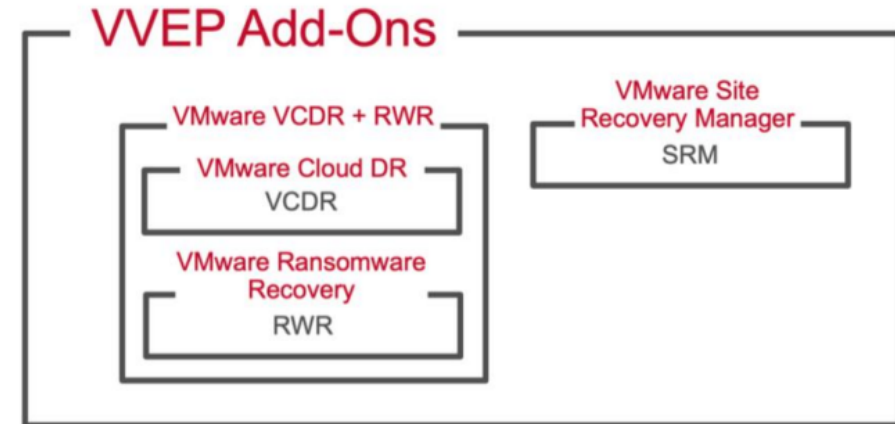 VVEP Add-Ons
VMware VCDR + RWR
VMware Cloud DR
VCDR
VMware Ransomware
Recovery
RWR
VMware Site
Recovery Manager
SRM